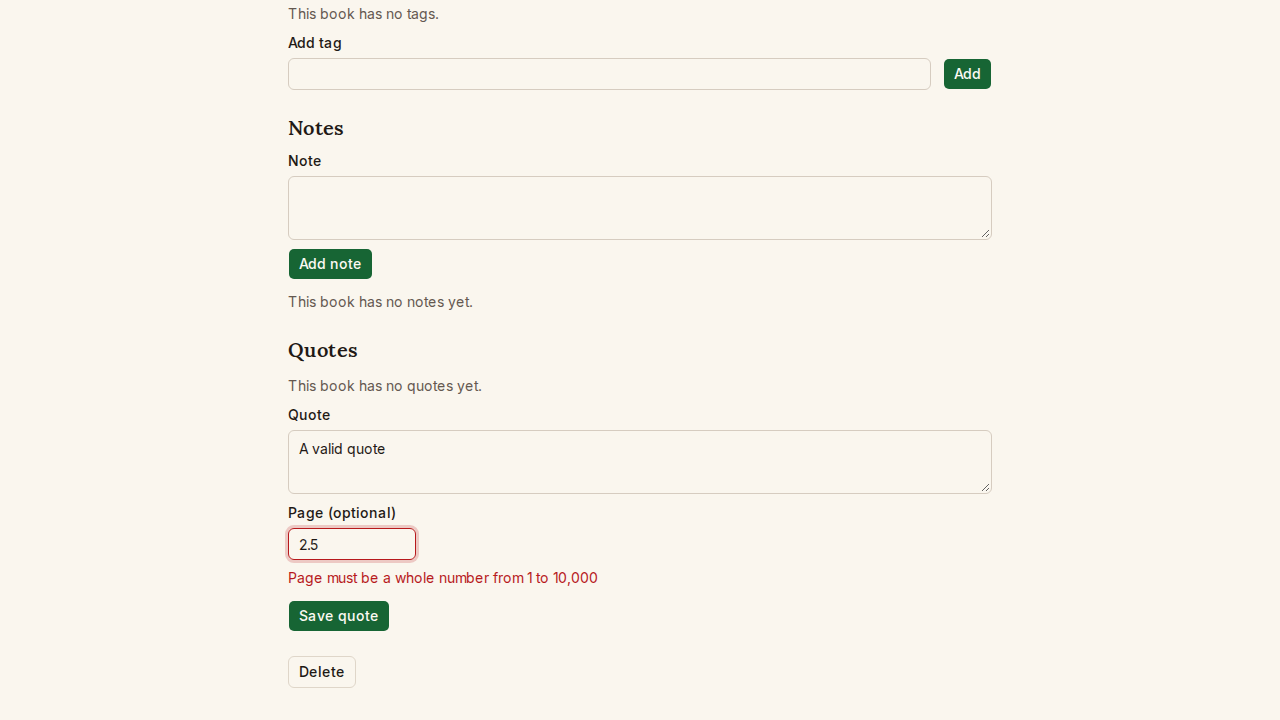 This book has no tags.
Add tag
Add
Notes
Note
Add note
This book has no notes yet.
Quotes
This book has no quotes yet.
Quote
A valid quote
Page (optional)
2.5
Page must be a whole number from 1 to 10,000
Save quote
Delete